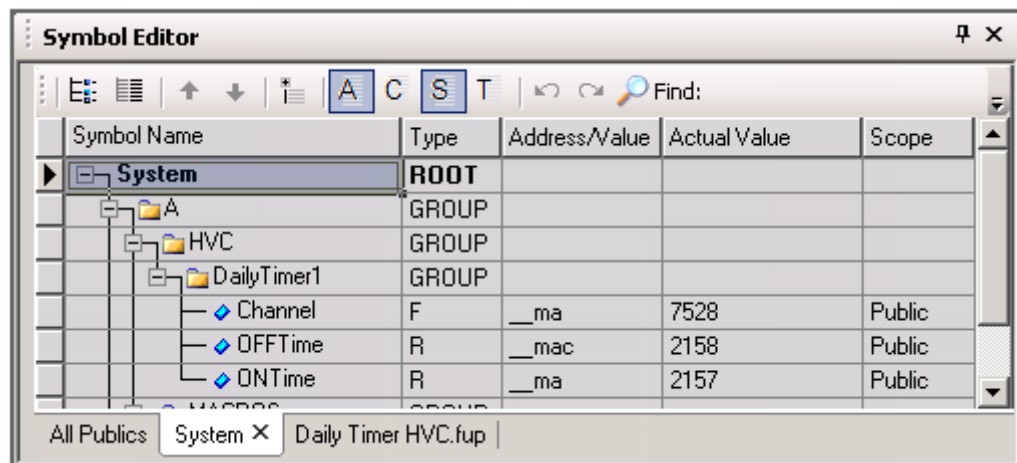 Symbol Editor
A C S T Find:
Symbol Name Type Address/Value Actual Value Scope
System ROOT
A GROUP
HVC GROUP
DailyTimer1 GROUP
Channel F __ma 7528 Public
OFFTime R __mac 2158 Public
ONTime R __ma 2157 Public
MACROS GROUP
All Publics System Daily Timer HVC.fup